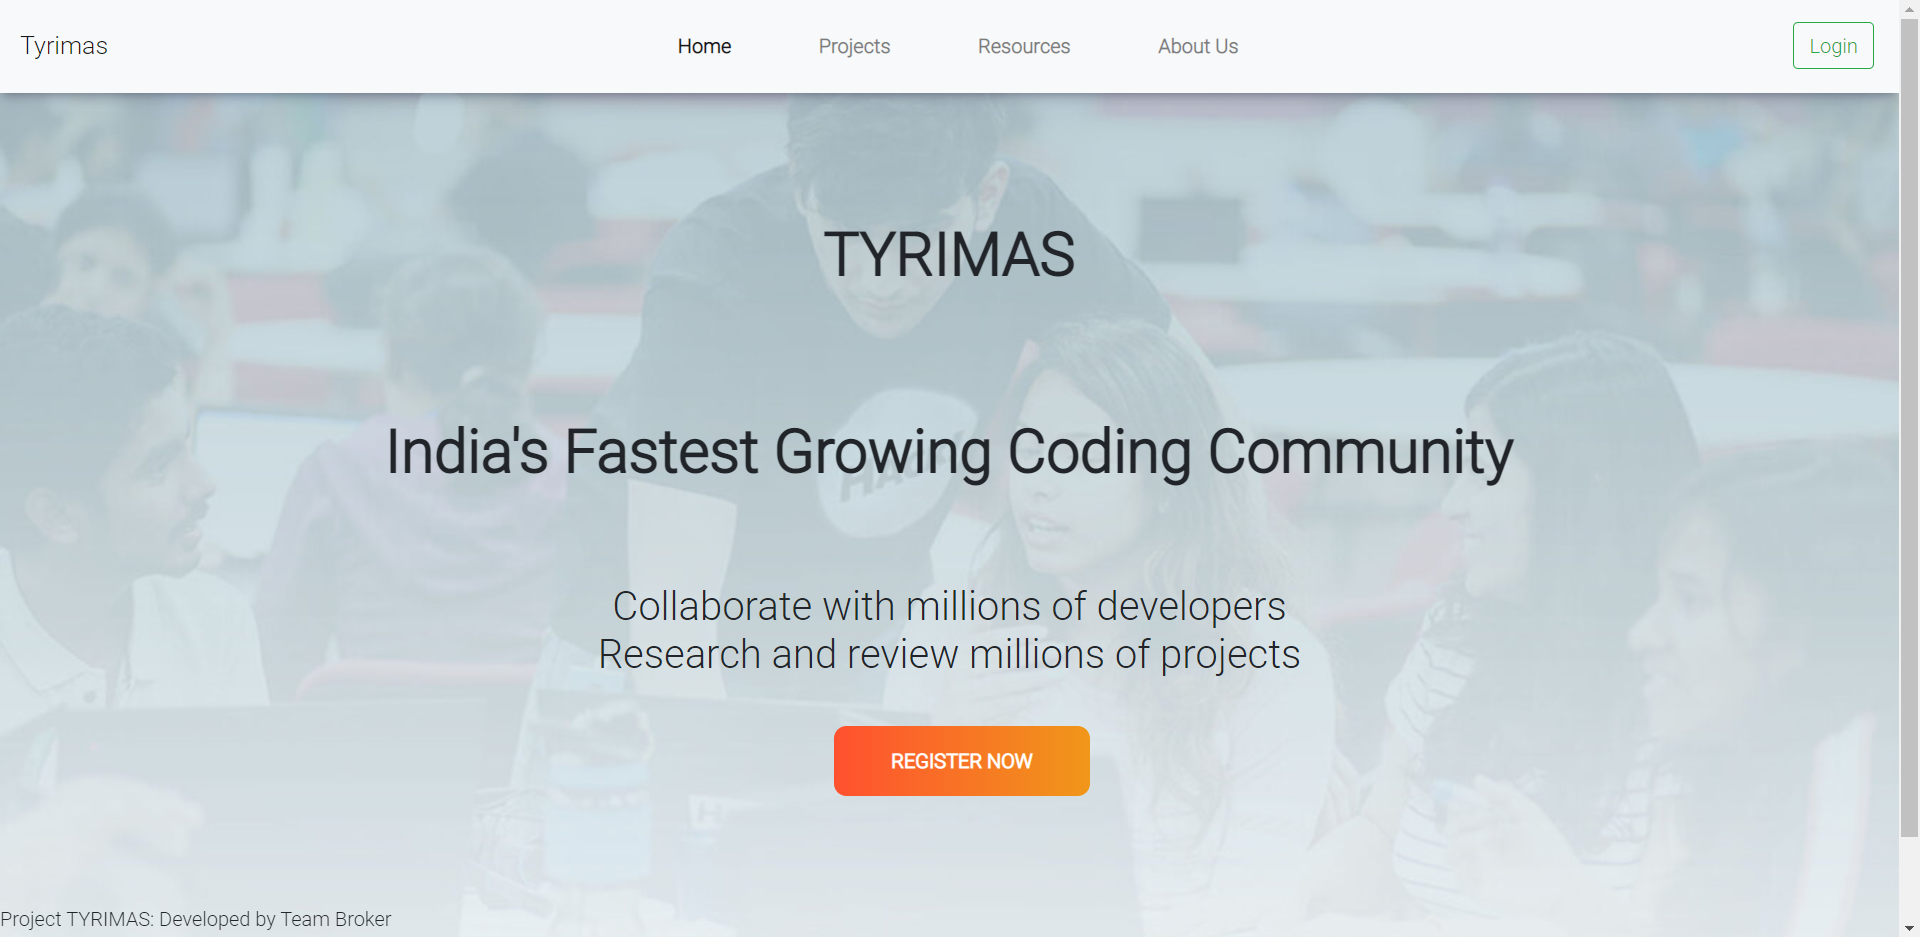 Tyrimas
Home
Projects
Resources
About Us
Login
TYRIMAS
India's Fastest Growing Coding Community
Collaborate with millions of developers
Research and review millions of projects
REGISTER NOW
Project TYRIMAS: Developed by Team Broker